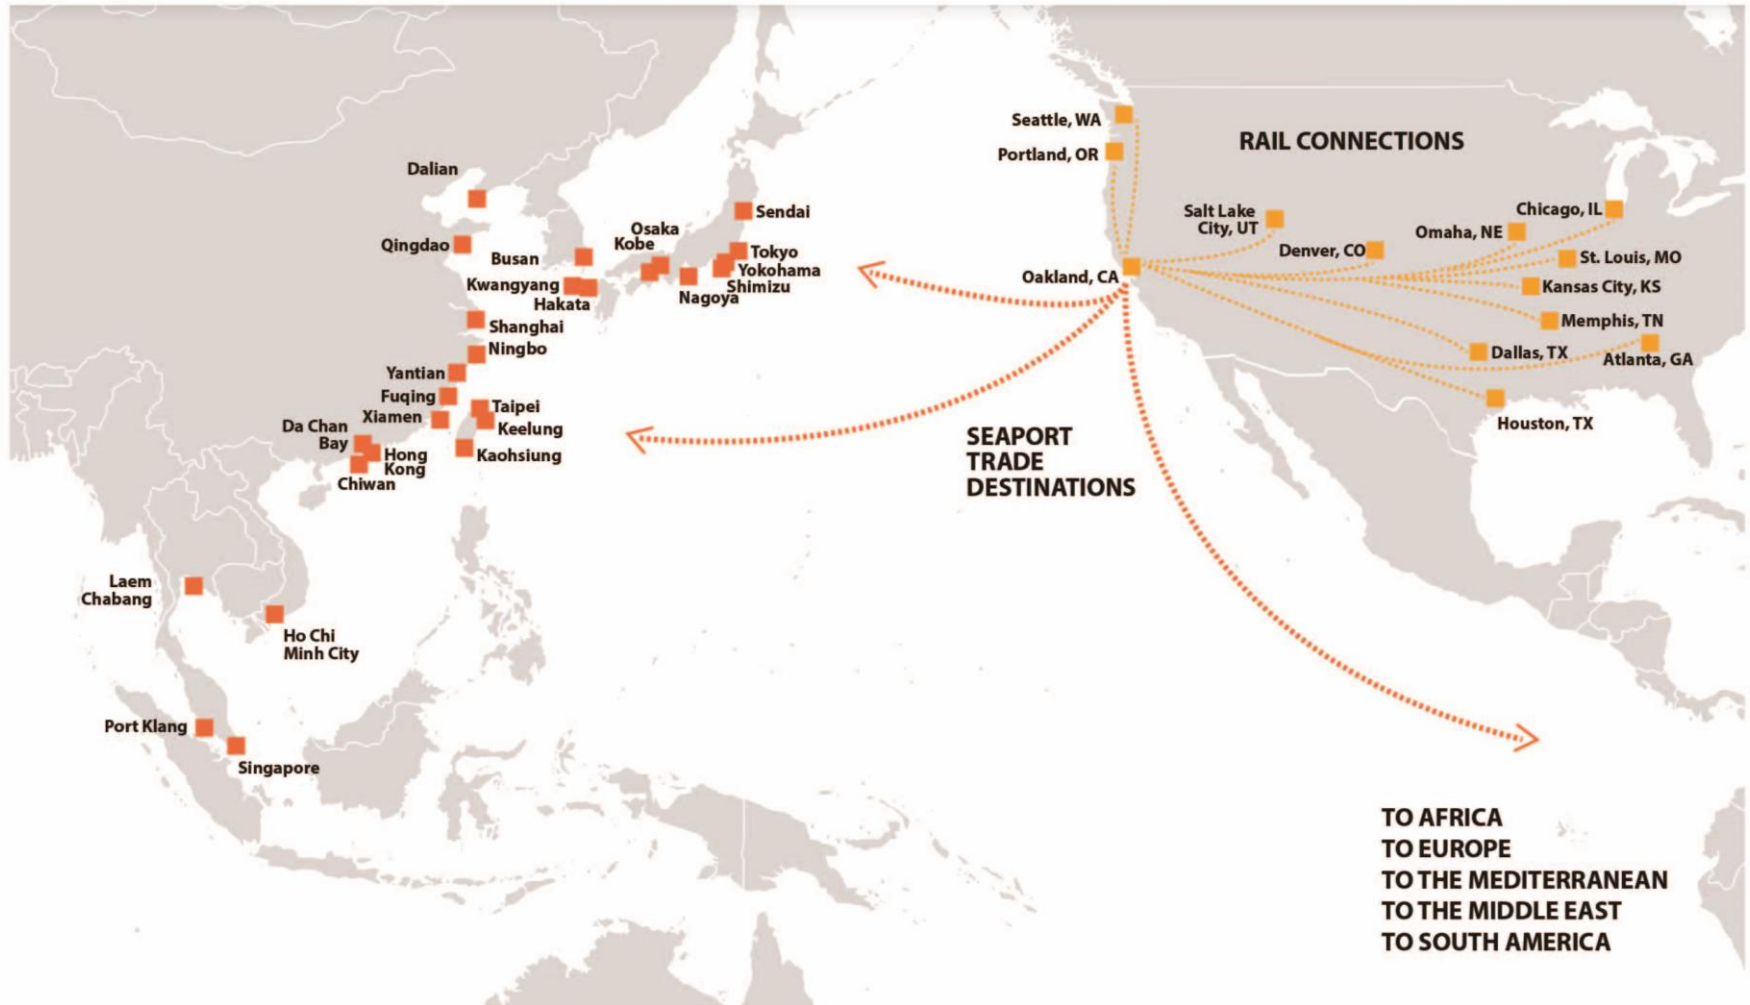 Seattle, WA
Portland, OR
RAIL CONNECTIONS
Dalian
Salt Lake
City, UT
Chicago, IL
Omaha, NE
Denver, CO
St. Louis, MO
Kansas City, KS
Memphis, TN
Dallas, TX
Atlanta, GA
Houston, TX
Oakland, CA
Sendai
Osaka
Kobe
Tokyo
Yokohama
Shimizu
Nagoya
Qingdao
Busan
Kwangyang
Hakata
Shanghai
Ningbo
Yantian
Fuqing
Xiamen
Taipei
Keelung
Kaohsiung
Da Chan
Bay
Hong
Kong
Chiwan
SEAPORT
TRADE
DESTINATIONS
Laem
Chabang
Ho Chi
Minh City
Port Klang
Singapore
TO AFRICA
TO EUROPE
TO THE MEDITERRANEAN
TO THE MIDDLE EAST
TO SOUTH AMERICA